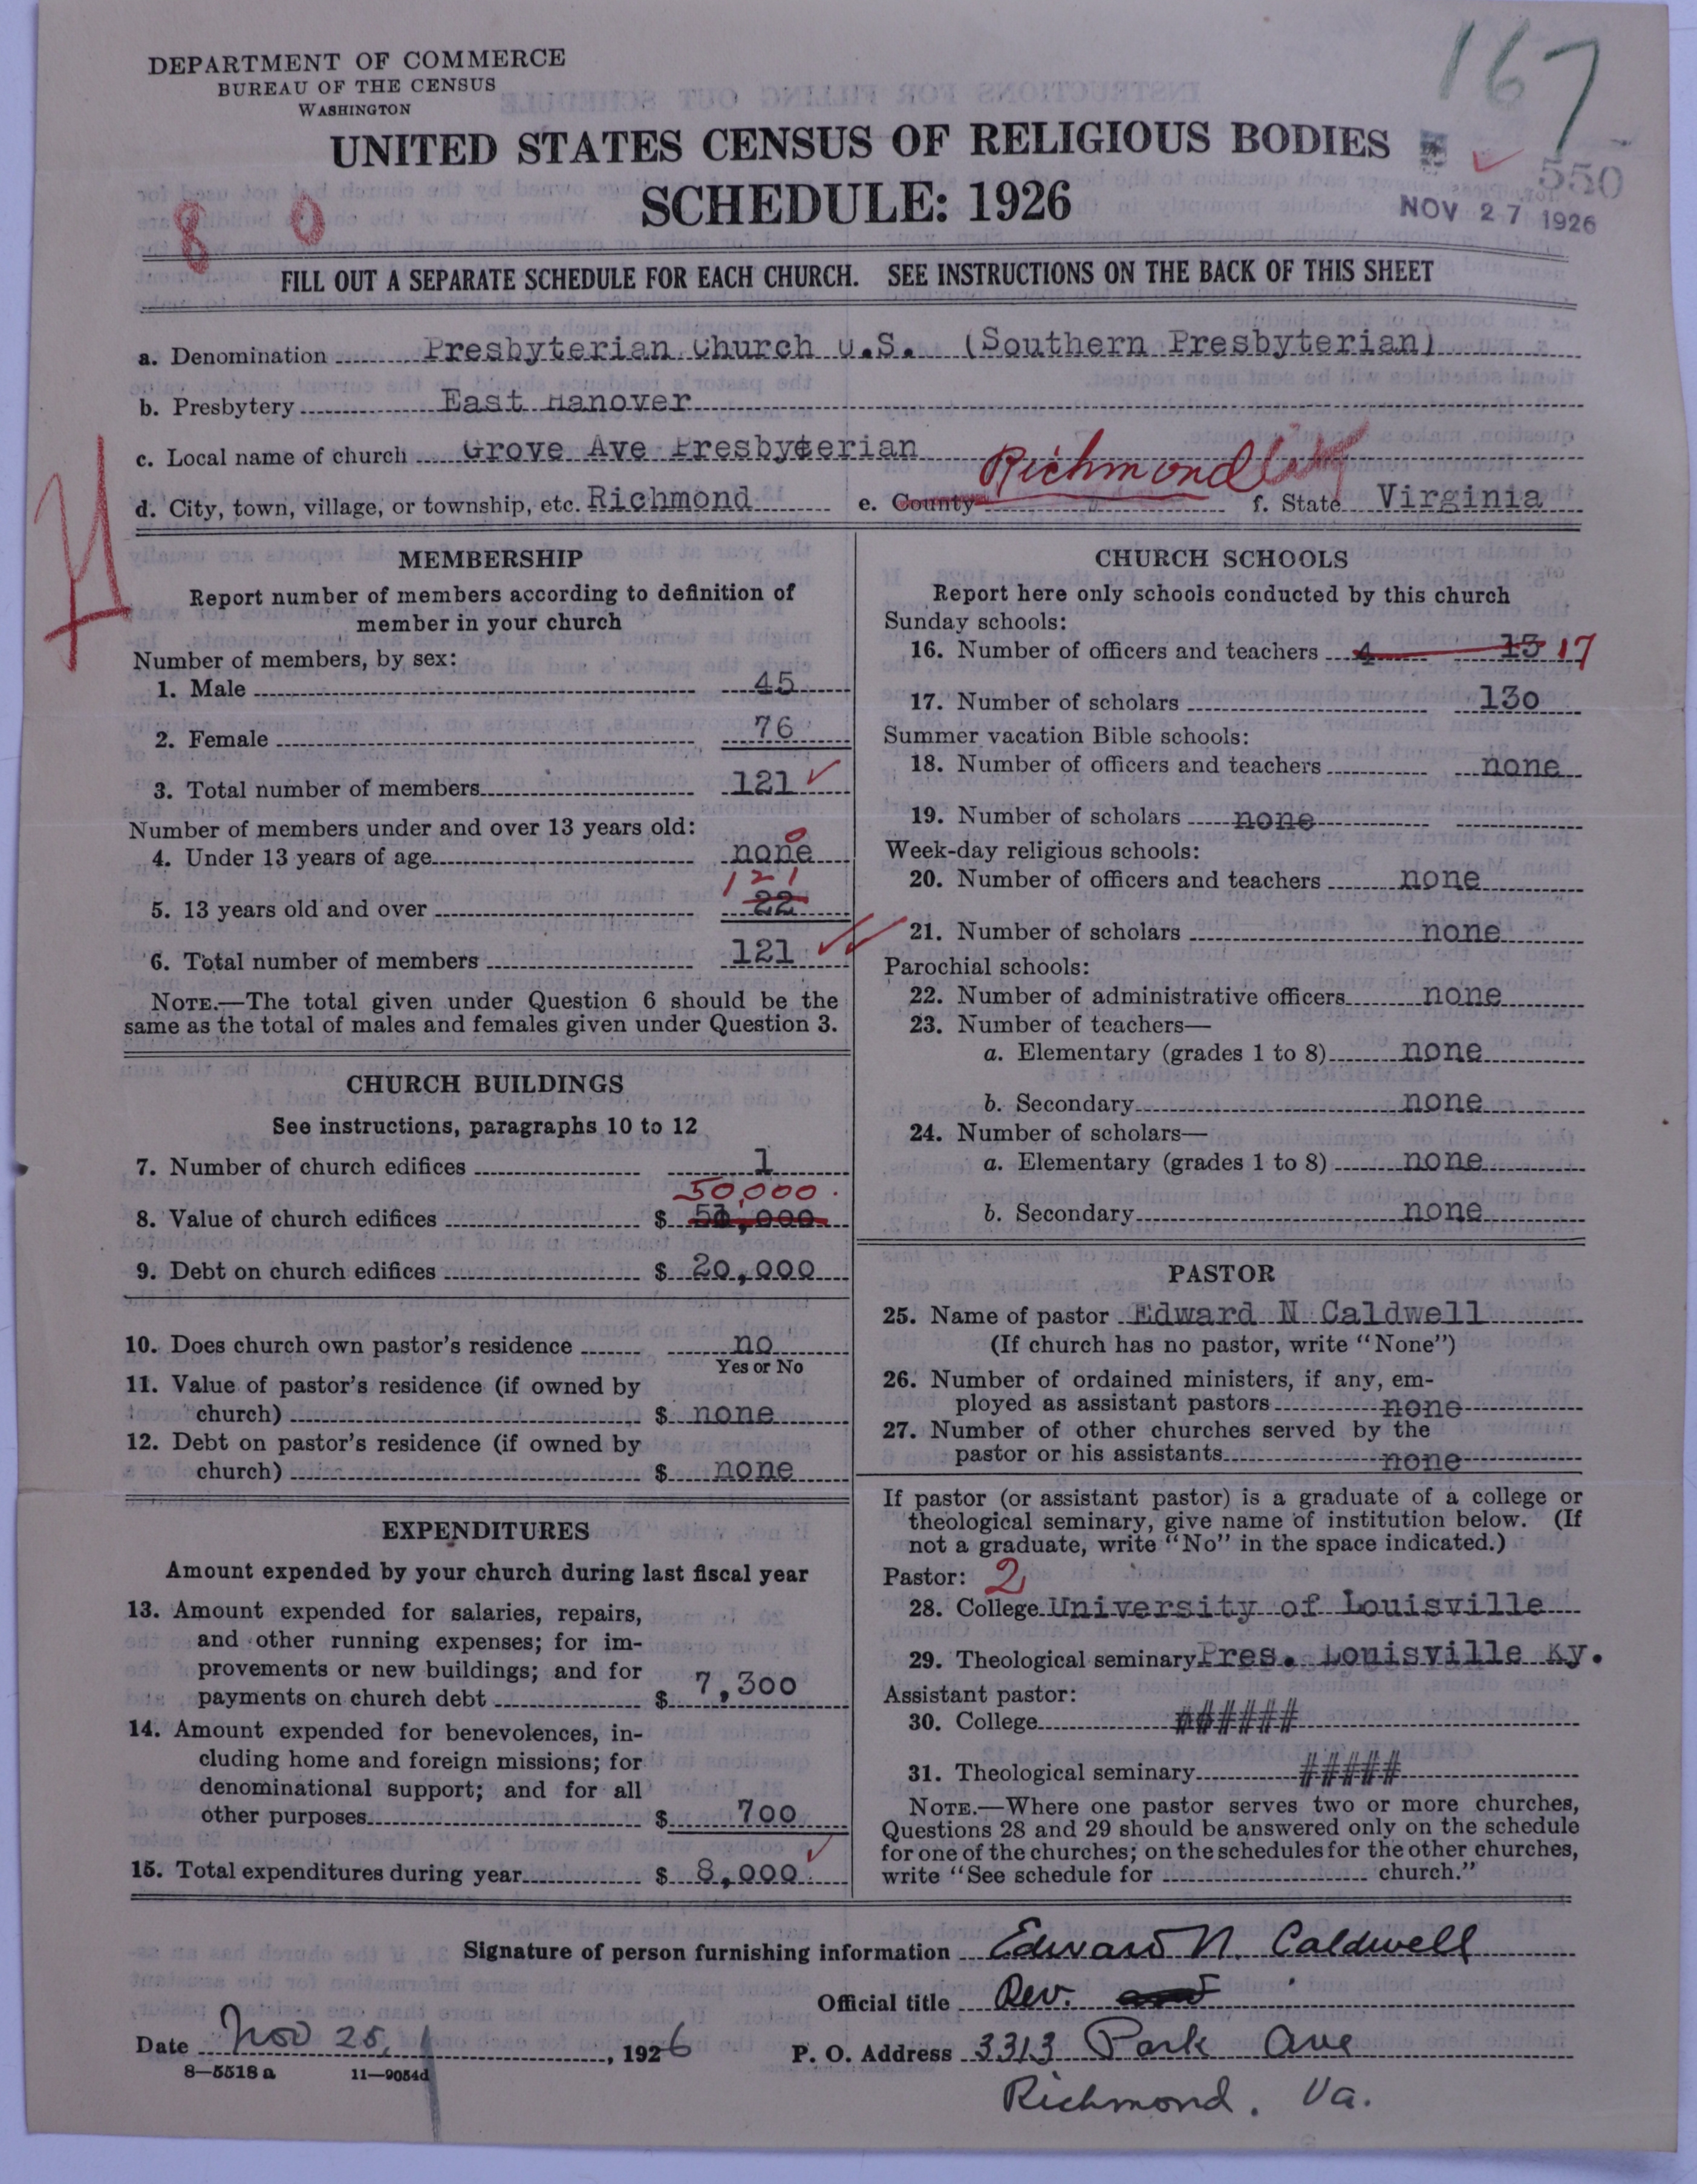 167
DEPARTMENT OF COMMERCE
BUREAU OF THE CENSUS
WASHINGTON
UNITED STATES CENSUS OF RELIGIOUS BODIES
SCHEDULE: 1926
550
NOV 27 1926
8 0
FILL OUT A SEPARATE SCHEDULE FOR EACH CHURCH. SEE INSTRUCTIONS ON THE BACK OF THIS SHEET
a. Denomination Presbyterian Church U.S. (Southern Presbyterian)
b. Presbytery East Hanover
c. Local name of church Grove Ave Presbyterian
d. City, town, village, or township, etc. Richmond e. County Richmond City f. State Virginia
MEMBERSHIP
Report number of members according to definition of
member in your church
Number of members, by sex:
1. Male 45
2. Female 76
3. Total number of members 121
Number of members under and over 13 years old:
0
4. Under 13 years of age none
121
5. 13 years old and over 22
6. Total number of members 121
NOTE.—The total given under Question 6 should be the
same as the total of males and females given under Question 3.
CHURCH BUILDINGS
See instructions, paragraphs 10 to 12
7. Number of church edifices 1
50,000.
8. Value of church edifices $ ,000
9. Debt on church edifices $ 20,000
10. Does church own pastor's residence no
Yes or No
11. Value of pastor's residence (if owned by
church) $ none
12. Debt on pastor's residence (if owned by
church) $ none
EXPENDITURES
Amount expended by your church during last fiscal year
13. Amount expended for salaries, repairs,
and other running expenses; for im-
provements or new buildings; and for
payments on church debt $ 7,300
14. Amount expended for benevolences, in-
cluding home and foreign missions; for
denominational support; and for all
other purposes $ 700
15. Total expenditures during year $ 8,000
CHURCH SCHOOLS
Report here only schools conducted by this church
Sunday schools:
16. Number of officers and teachers 4 13 17
17. Number of scholars 130
Summer vacation Bible schools:
18. Number of officers and teachers none
19. Number of scholars none
Week-day religious schools:
20. Number of officers and teachers none
21. Number of scholars none
Parochial schools:
22. Number of administrative officers none
23. Number of teachers—
a. Elementary (grades 1 to 8) none
b. Secondary none
24. Number of scholars—
a. Elementary (grades 1 to 8) none
b. Secondary none
PASTOR
25. Name of pastor Edward N Caldwell
(If church has no pastor, write "None")
26. Number of ordained ministers, if any, em-
ployed as assistant pastors none
27. Number of other churches served by the
pastor or his assistants none
If pastor (or assistant pastor) is a graduate of a college or
theological seminary, give name of institution below. (If
not a graduate, write "No" in the space indicated.)
Pastor: 2
28. College University of Louisville
29. Theological seminary Pres. Louisville Ky.
Assistant pastor:
30. College ######
31. Theological seminary #####
NOTE.—Where one pastor serves two or more churches,
Questions 28 and 29 should be answered only on the schedule
for one of the churches; on the schedules for the other churches,
write "See schedule for church."
Signature of person furnishing information Edward N. Caldwell
Official title Rev.
Date Nov 25, 1926 P. O. Address 3313 Park Ave
8—5518 a 11—9054d
Richmond, Va.